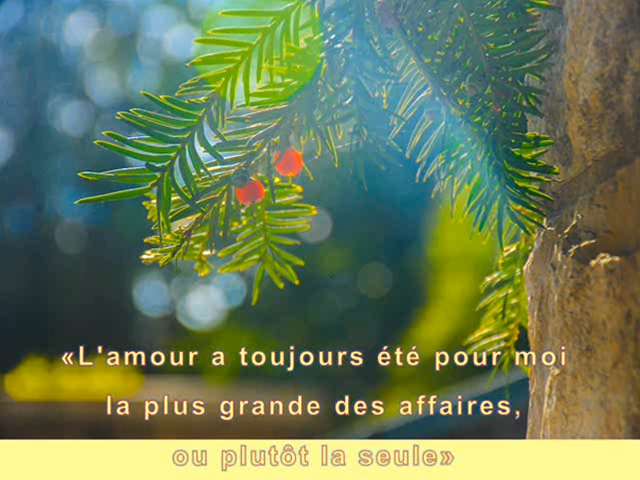 «L'amour a toujours été pour moi
la plus grande des affaires,
ou plutôt la seule»